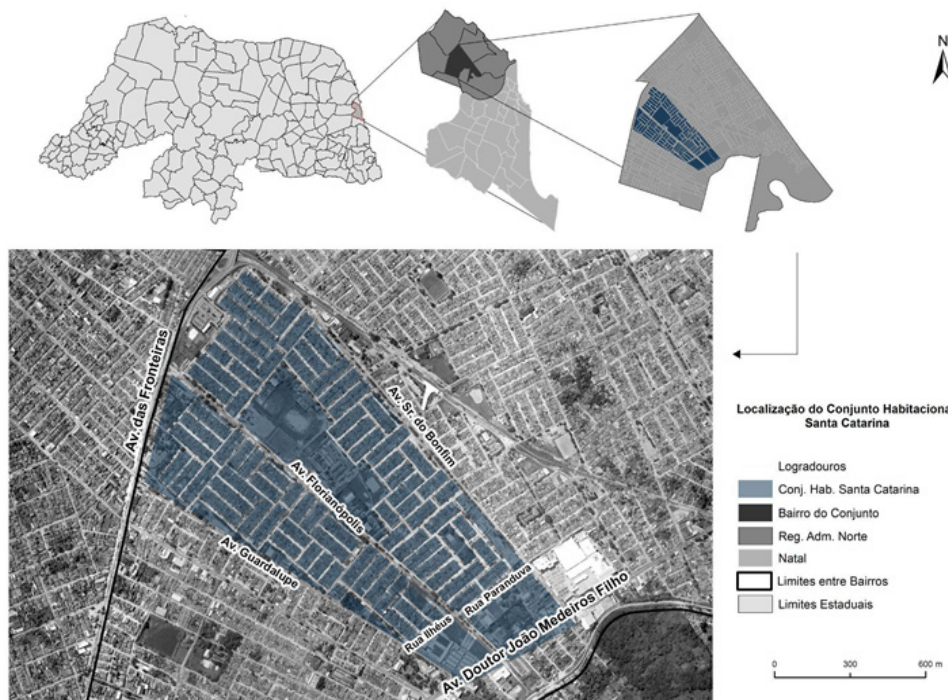 N
Av. das Fronteiras
Av. Sr. do Bonfim
Av. Florianópolis
Av. Guardalupe
Rua Ilhéus
Rua Paranduva
Av. Doutor João Medeiros Filho
Localização do Conjunto Habitaciona
Santa Catarina
Logradouros
Conj. Hab. Santa Catarina
Bairro do Conjunto
Reg. Adm. Norte
Natal
Limites entre Bairros
Limites Estaduais
0 300 600 m